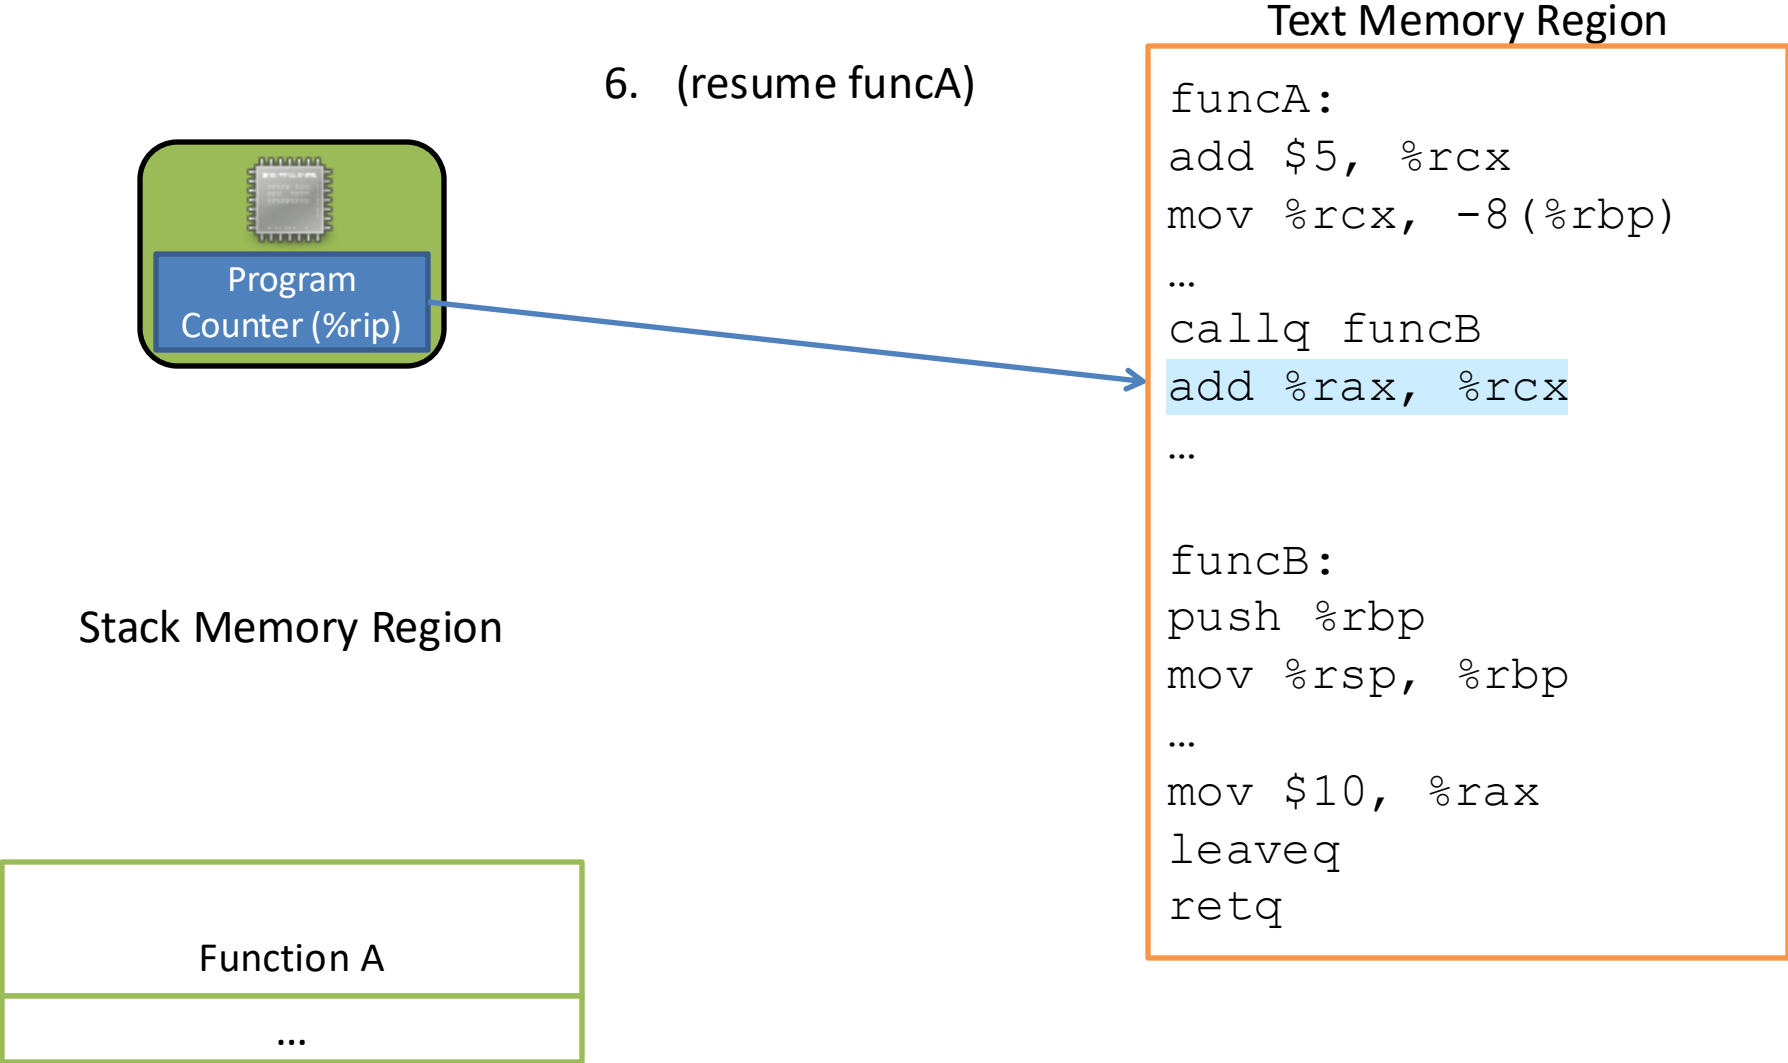 Text Memory Region
6. (resume funcA)
Program
Counter (%rip)
funcA:
add $5, %rcx
mov %rcx, -8(%rbp)
…
callq funcB
add %rax, %rcx
…
funcB:
push %rbp
mov %rsp, %rbp
…
mov $10, %rax
leaveq
retq
Stack Memory Region
Function A
…